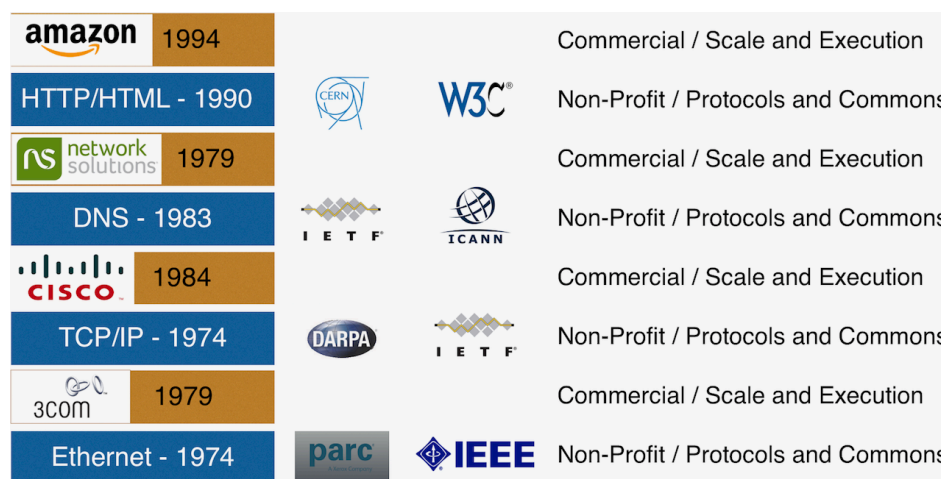 amazon 1994 Commercial / Scale and Execution
HTTP/HTML - 1990 CERN W3C® Non-Profit / Protocols and Commons
ns network solutions 1979 Commercial / Scale and Execution
DNS - 1983 IETF® ICANN Non-Profit / Protocols and Commons
CISCO™ 1984 Commercial / Scale and Execution
TCP/IP - 1974 DARPA IETF® Non-Profit / Protocols and Commons
3COM 1979 Commercial / Scale and Execution
Ethernet - 1974 parc IEEE Non-Profit / Protocols and Commons